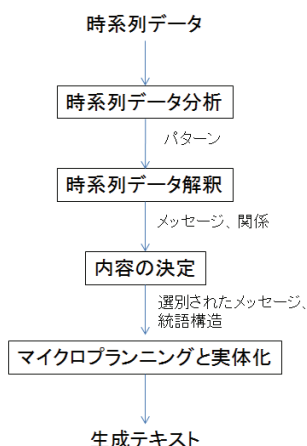 時系列データ
時系列データ分析
パターン
時系列データ解釈
メッセージ、関係
内容の決定
選別されたメッセージ、
統語構造
マイクロプランニングと実体化
生成テキスト